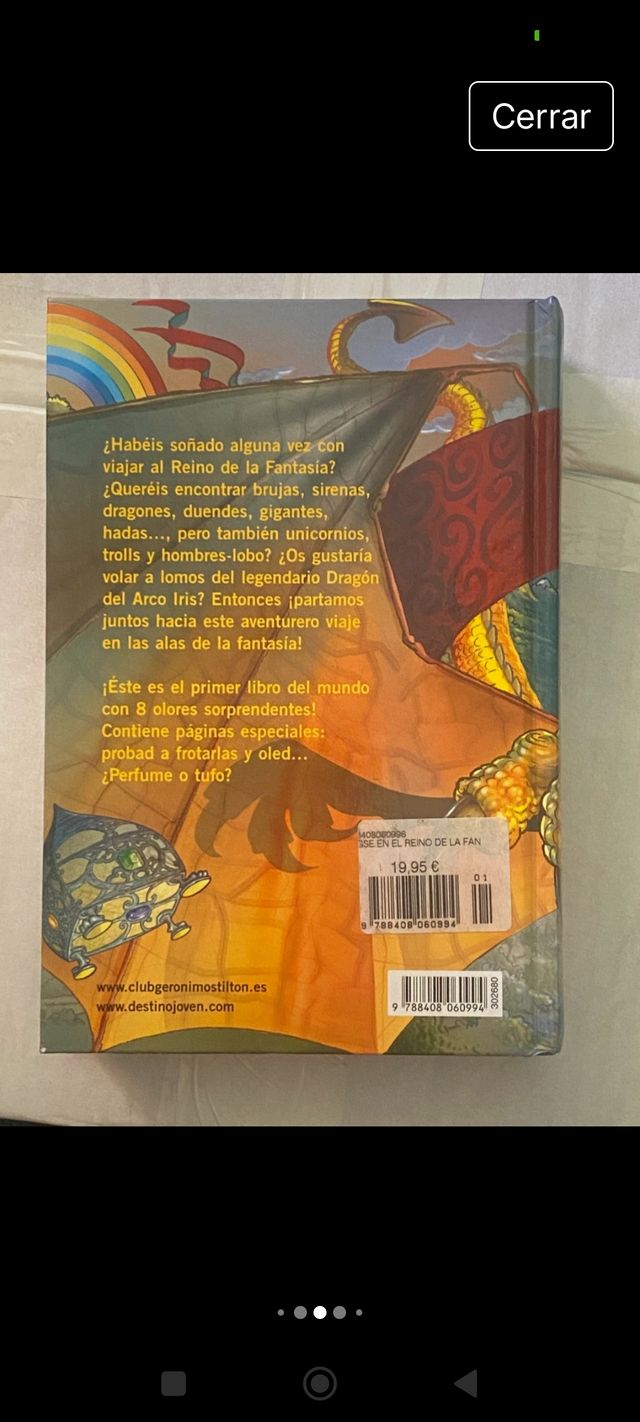 Cerrar
¿Habéis soñado alguna vez con
viajar al Reino de la Fantasía?
¿Queréis encontrar brujas, sirenas,
dragones, duendes, gigantes,
hadas..., pero también unicornios,
trolls y hombres-lobo? ¿Os gustaría
volar a lomos del legendario Dragón
del Arco Iris? Entonces ¡partamos
juntos hacia este aventurero viaje
en las alas de la fantasía!
¡Éste es el primer libro del mundo
con 8 olores sorprendentes!
Contiene páginas especiales:
probad a frotarlas y oled...
¿Perfume o tufo?
EN EL REINO DE LA FAN
19,95 €
01
9 788408 060994
www.clubgeronimostilton.es
www.destinojoven.com
9 788408 060994
302680